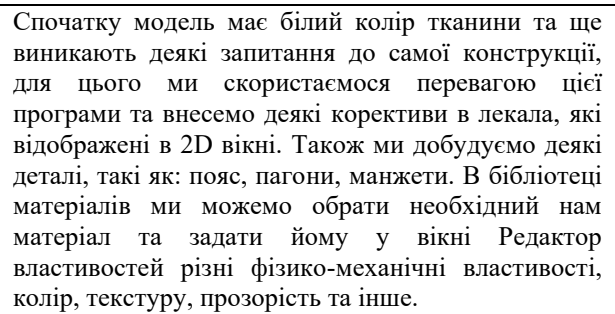 Спочатку модель має білий колір тканини та ще
виникають деякі запитання до самої конструкції,
для цього ми скористаємося перевагою цієї
програми та внесемо деякі корективи в лекала, які
відображені в 2D вікні. Також ми добудуємо деякі
деталі, такі як: пояс, пагони, манжети. В бібліотеці
матеріалів ми можемо обрати необхідний нам
матеріал та задати йому у вікні Редактор
властивостей різні фізико-механічні властивості,
колір, текстуру, прозорість та інше.